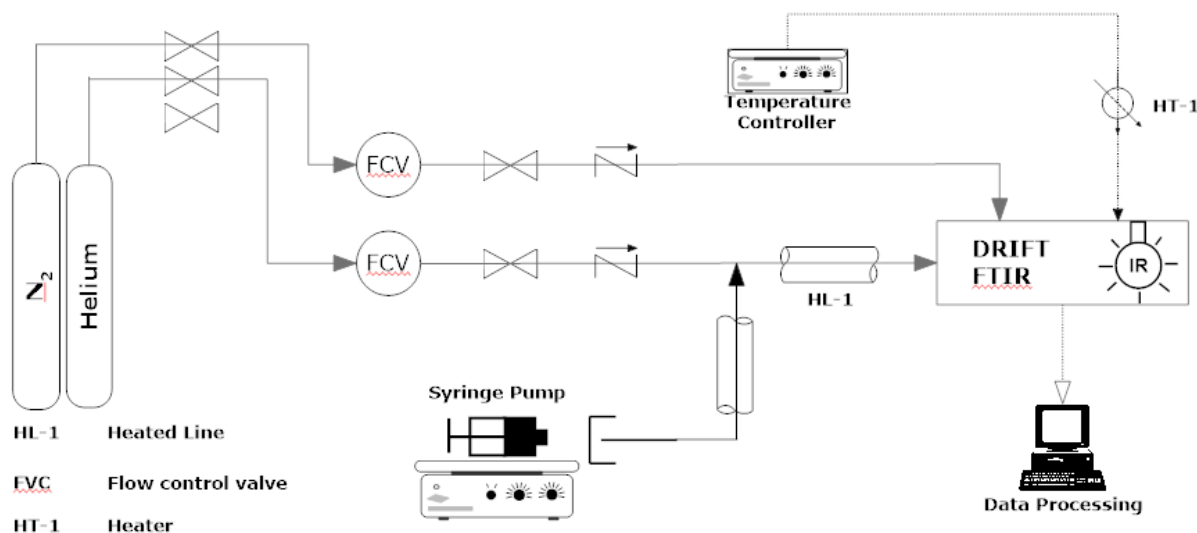 Temperature
Controller
HT-1
FCV
FCV
N2
Helium
DRIFT
FTIR
IR
HL-1
Syringe Pump
HL-1 Heated Line
FVC Flow control valve
HT-1 Heater
Data Processing